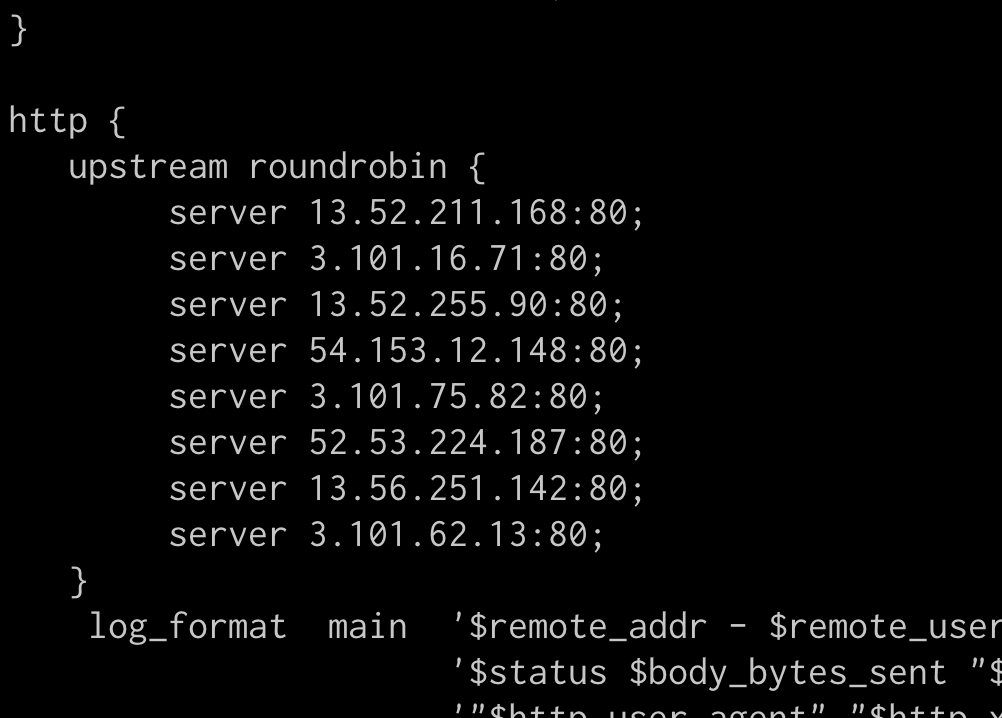 }
http {
upstream roundrobin {
server 13.52.211.168:80;
server 3.101.16.71:80;
server 13.52.255.90:80;
server 54.153.12.148:80;
server 3.101.75.82:80;
server 52.53.224.187:80;
server 13.56.251.142:80;
server 3.101.62.13:80;
}
log_format  main  '$remote_addr - $remote_user
'$status $body_bytes_sent "$
'"$http_user_agent" "$http_x